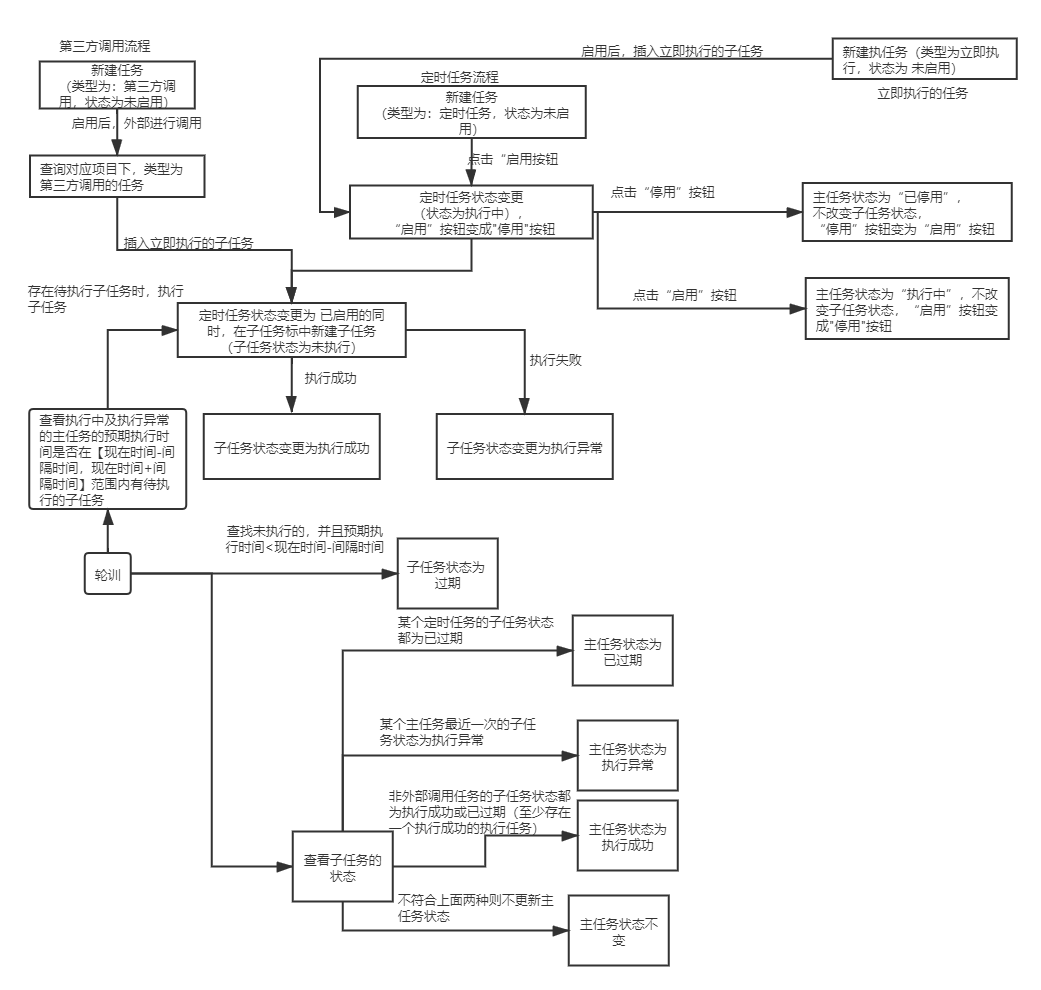 第三方调用流程
新建任务
（类型为：第三方调
用，状态为未启用）
启用后，外部进行调用
查询对应项目下，类型为
第三方调用的任务
插入立即执行的子任务
定时任务流程
新建任务
（类型为：定时任务，状态为未启
用）
点击“启用按钮
启用后，插入立即执行的子任务
新建执任务（类型为立即执
行，状态为 未启用）
立即执行的任务
定时任务状态变更
（状态为执行中），
“启用”按钮变成"停用"按钮
点击“停用”按钮
主任务状态为“已停用”，
不改变子任务状态，
“停用”按钮变为“启用”按钮
点击“启用”按钮
主任务状态为“执行中”，不改
变子任务状态，“启用”按钮变
成"停用"按钮
存在待执行子任务时，执行
子任务
定时任务状态变更为 已启用的同
时，在子任务标中新建子任务
（子任务状态为未执行）
执行成功
执行失败
子任务状态变更为执行成功
子任务状态变更为执行异常
查看执行中及执行异常
的主任务的预期执行时
间是否在【现在时间-间
隔时间，现在时间+间
隔时间】范围内有待执
行的子任务
轮训
查找未执行的，并且预期执
行时间<现在时间-间隔时间
子任务状态为
过期
某个定时任务的子任务状态
都为已过期
主任务状态为
已过期
某个主任务最近一次的子任
务状态为执行异常
主任务状态为
执行异常
非外部调用任务的子任务状态都
为执行成功或已过期（至少存在
一个执行成功的执行任务）
主任务状态为
执行成功
查看子任务的
状态
不符合上面两种则不更新主
任务状态
主任务状态不
变